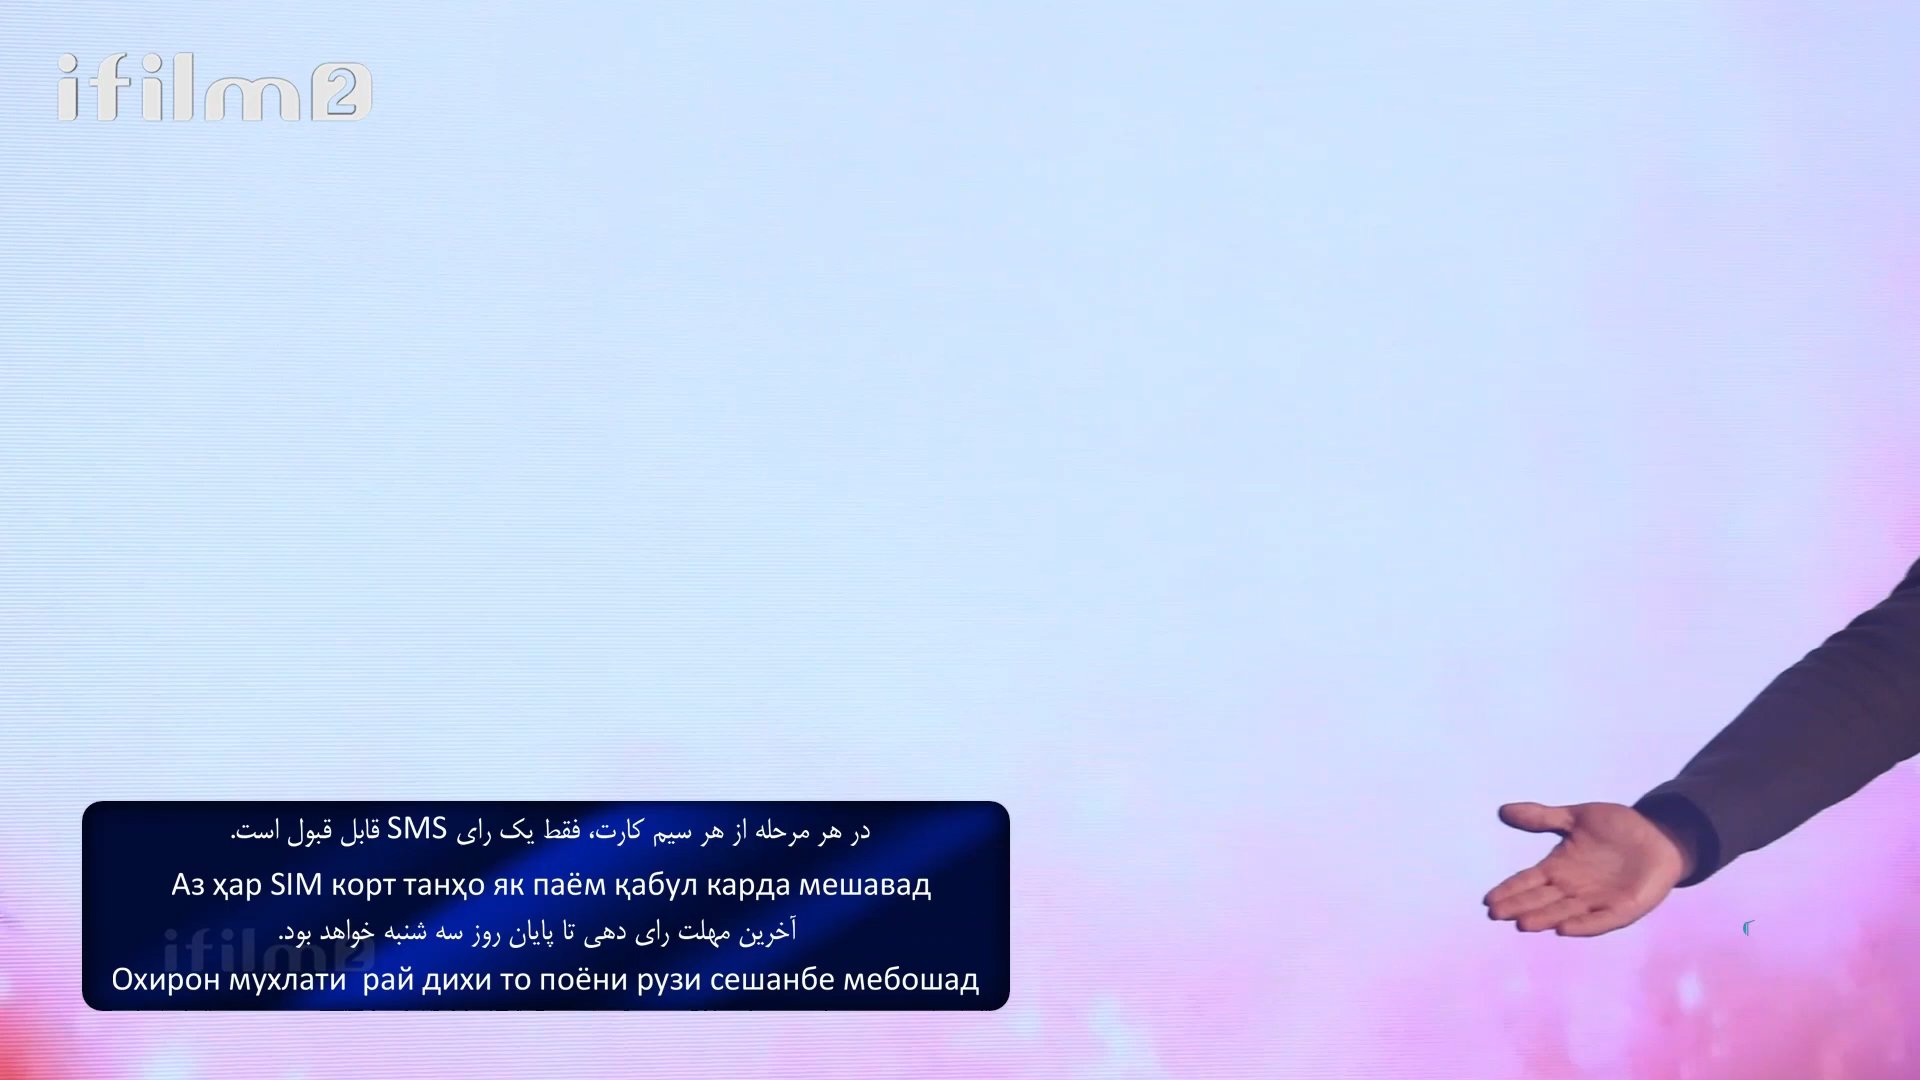 ifilm2
در هر مرحله از هر سیم کارت، فقط یک رای SMS قابل قبول است.
Аз ҳар SIM корт танҳо як паём қабул карда мешавад
آخرین مهلت رای دهی تا پایان روز سه شنبه خواهد بود.
ifilm2
Охирон мухлати рай дихи то поёни рузи сешанбе мебошад